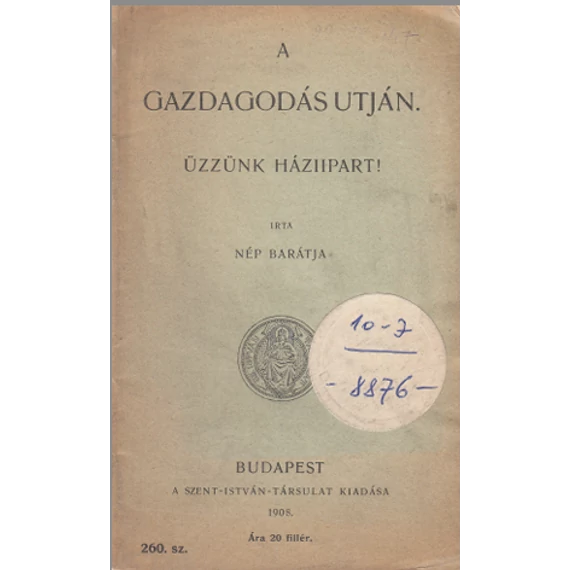 7.
A
GAZDAGODÁS UTJÁN.
ŰZZÜNK HÁZIIPART!
IRTA
NÉP BARÁTJA
10-7
- 8876 -
BUDAPEST
A SZENT-ISTVÁN-TÁRSULAT KIADÁSA
1908.
Ára 20 fillér.
260. sz.